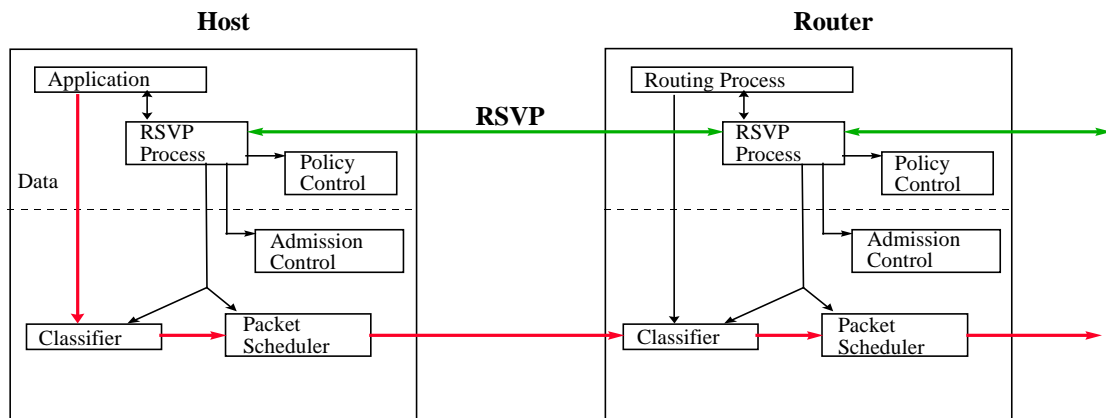 Host
Router
Application
Routing Process
RSVP
RSVP
Process
RSVP
Process
Policy
Control
Policy
Control
Data
Admission
Control
Admission
Control
Classifier
Packet
Scheduler
Classifier
Packet
Scheduler